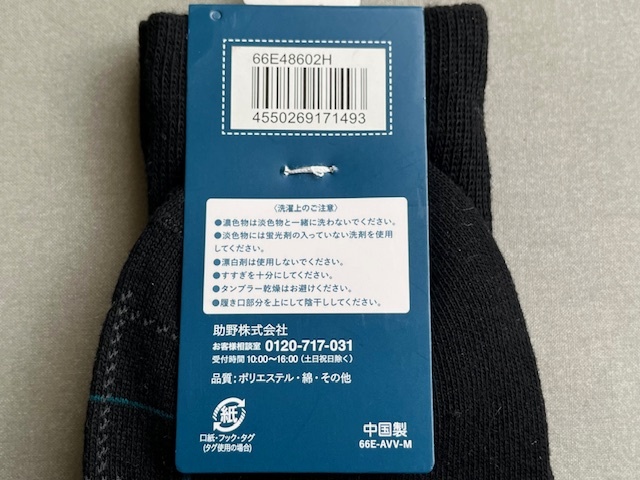 66E48602H
4550269171493
〈洗濯上のご注意〉
●濃色物は淡色物と一緒に洗わないでください。
●淡色物には蛍光剤の入っていない洗剤を使用
してください。
●漂白剤は使用しないでください。
●すすぎを十分にしてください。
●タンブラー乾燥はお避けください。
●履き口部分を上にして陰干ししてください。
助野株式会社
お客様相談室 0120-717-031
受付時間 10:00〜16:00(土日祝日除く)
品質:ポリエステル・綿・その他
紙
口紙・フック・タグ
(タグ使用の場合)
中国製
66E-AVV-M